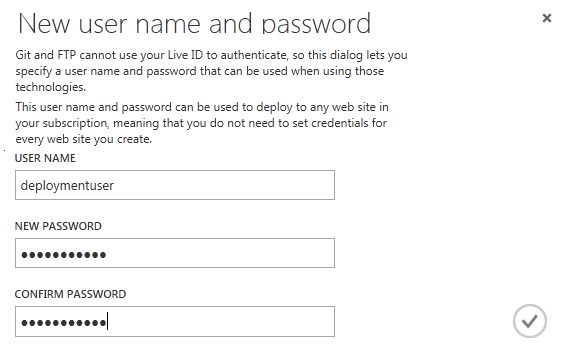 New user name and password
Git and FTP cannot use your Live ID to authenticate, so this dialog lets you
specify a user name and password that can be used when using those
technologies.
This user name and password can be used to deploy to any web site in
your subscription, meaning that you do not need to set credentials for
every web site you create.
USER NAME
deploymentuser
NEW PASSWORD
●●●●●●●●●●●
CONFIRM PASSWORD
●●●●●●●●●●●